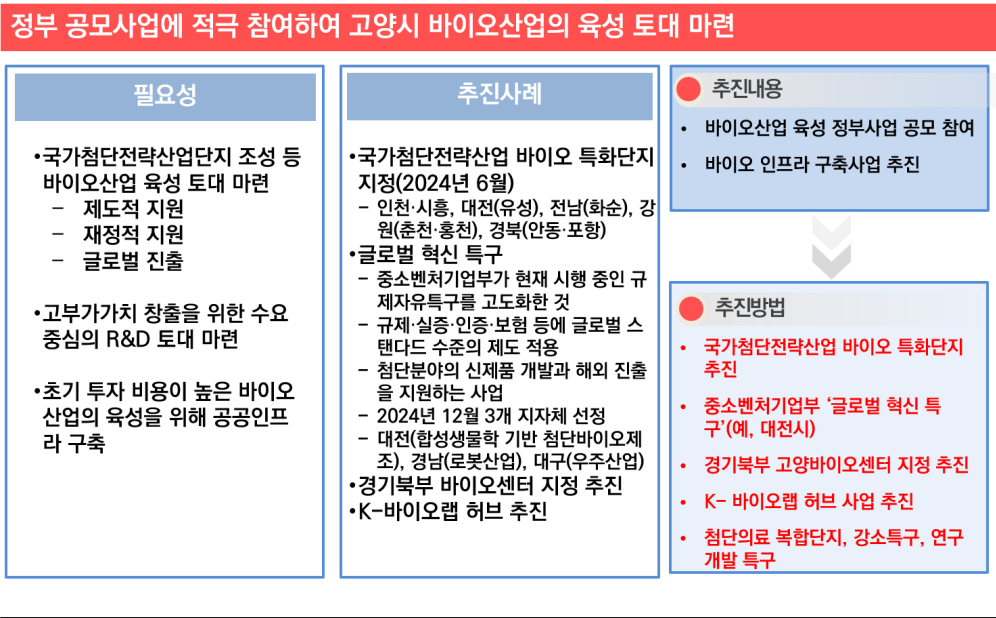 정부 공모사업에 적극 참여하여 고양시 바이오산업의 육성 토대 마련
필요성
•국가첨단전략산업단지 조성 등
바이오산업 육성 토대 마련
– 제도적 지원
– 재정적 지원
– 글로벌 진출
•고부가가치 창출을 위한 수요
중심의 R&D 토대 마련
•초기 투자 비용이 높은 바이오
산업의 육성을 위해 공공인프
라 구축
추진사례
•국가첨단전략산업 바이오 특화단지
지정(2024년 6월)
– 인천·시흥, 대전(유성), 전남(화순), 강
원(춘천·홍천), 경북(안동·포항)
•글로벌 혁신 특구
– 중소벤처기업부가 현재 시행 중인 규
제자유특구를 고도화한 것
– 규제·실증·인증·보험 등에 글로벌 스
탠다드 수준의 제도 적용
– 첨단분야의 신제품 개발과 해외 진출
을 지원하는 사업
– 2024년 12월 3개 지자체 선정
– 대전(합성생물학 기반 첨단바이오제
조), 경남(로봇산업), 대구(우주산업)
•경기북부 바이오센터 지정 추진
•K-바이오랩 허브 추진
추진내용
• 바이오산업 육성 정부사업 공모 참여
• 바이오 인프라 구축사업 추진
추진방법
• 국가첨단전략산업 바이오 특화단지
추진
• 중소벤처기업부 ‘글로벌 혁신 특
구’(예, 대전시)
• 경기북부 고양바이오센터 지정 추진
• K- 바이오랩 허브 사업 추진
• 첨단의료 복합단지, 강소특구, 연구
개발 특구